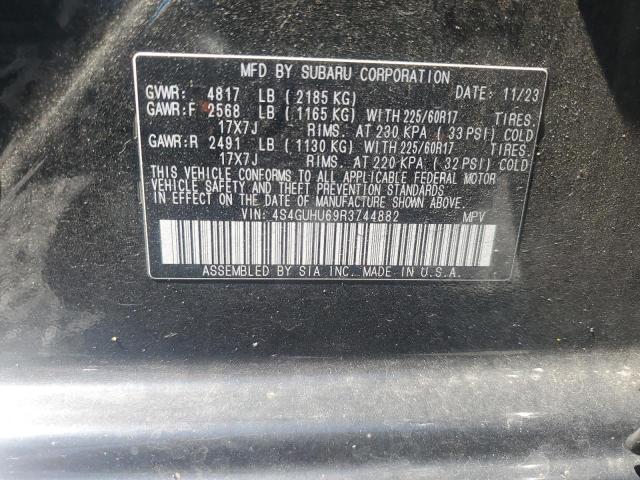 MFD BY SUBARU CORPORATION
GVWR: 4817 LB ( 2185 KG) DATE: 11/23
GAWR:F 2568 LB ( 1165 KG) WITH 225/60R17 TIRES.
17X7J RIMS. AT 230 KPA ( 33 PSI) COLD
GAWR:R 2491 LB ( 1130 KG) WITH 225/60R17 TIRES.
17X7J RIMS. AT 220 KPA ( 32 PSI) COLD
THIS VEHICLE CONFORMS TO ALL APPLICABLE FEDERAL MOTOR
VEHICLE SAFETY AND THEFT PREVENTION STANDARDS
IN EFFECT ON THE DATE OF MANUFACTURE SHOWN ABOVE.
VIN: 4S4GUHU69R3744882 MPV
ASSEMBLED BY SIA INC. MADE IN U.S.A.